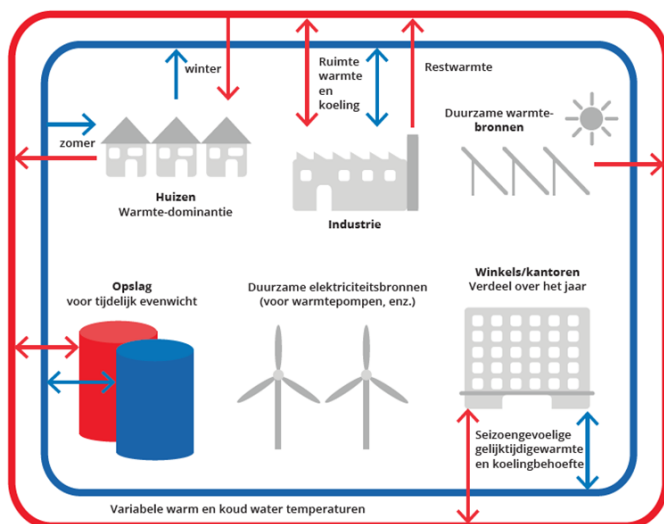 winter
Ruimte
warmte
en
koeling
Restwarmte
Duurzame warmte-
bronnen
zomer
Huizen
Warmte-dominantie
Industrie
Opslag
voor tijdelijk evenwicht
Duurzame elektriciteitsbronnen
(voor warmtepompen, enz.)
Winkels/kantoren
Verdeel over het jaar
Seizoengevoelige
gelijktijdigewarmte
en koelingbehoefte
Variabele warm en koud water temperaturen